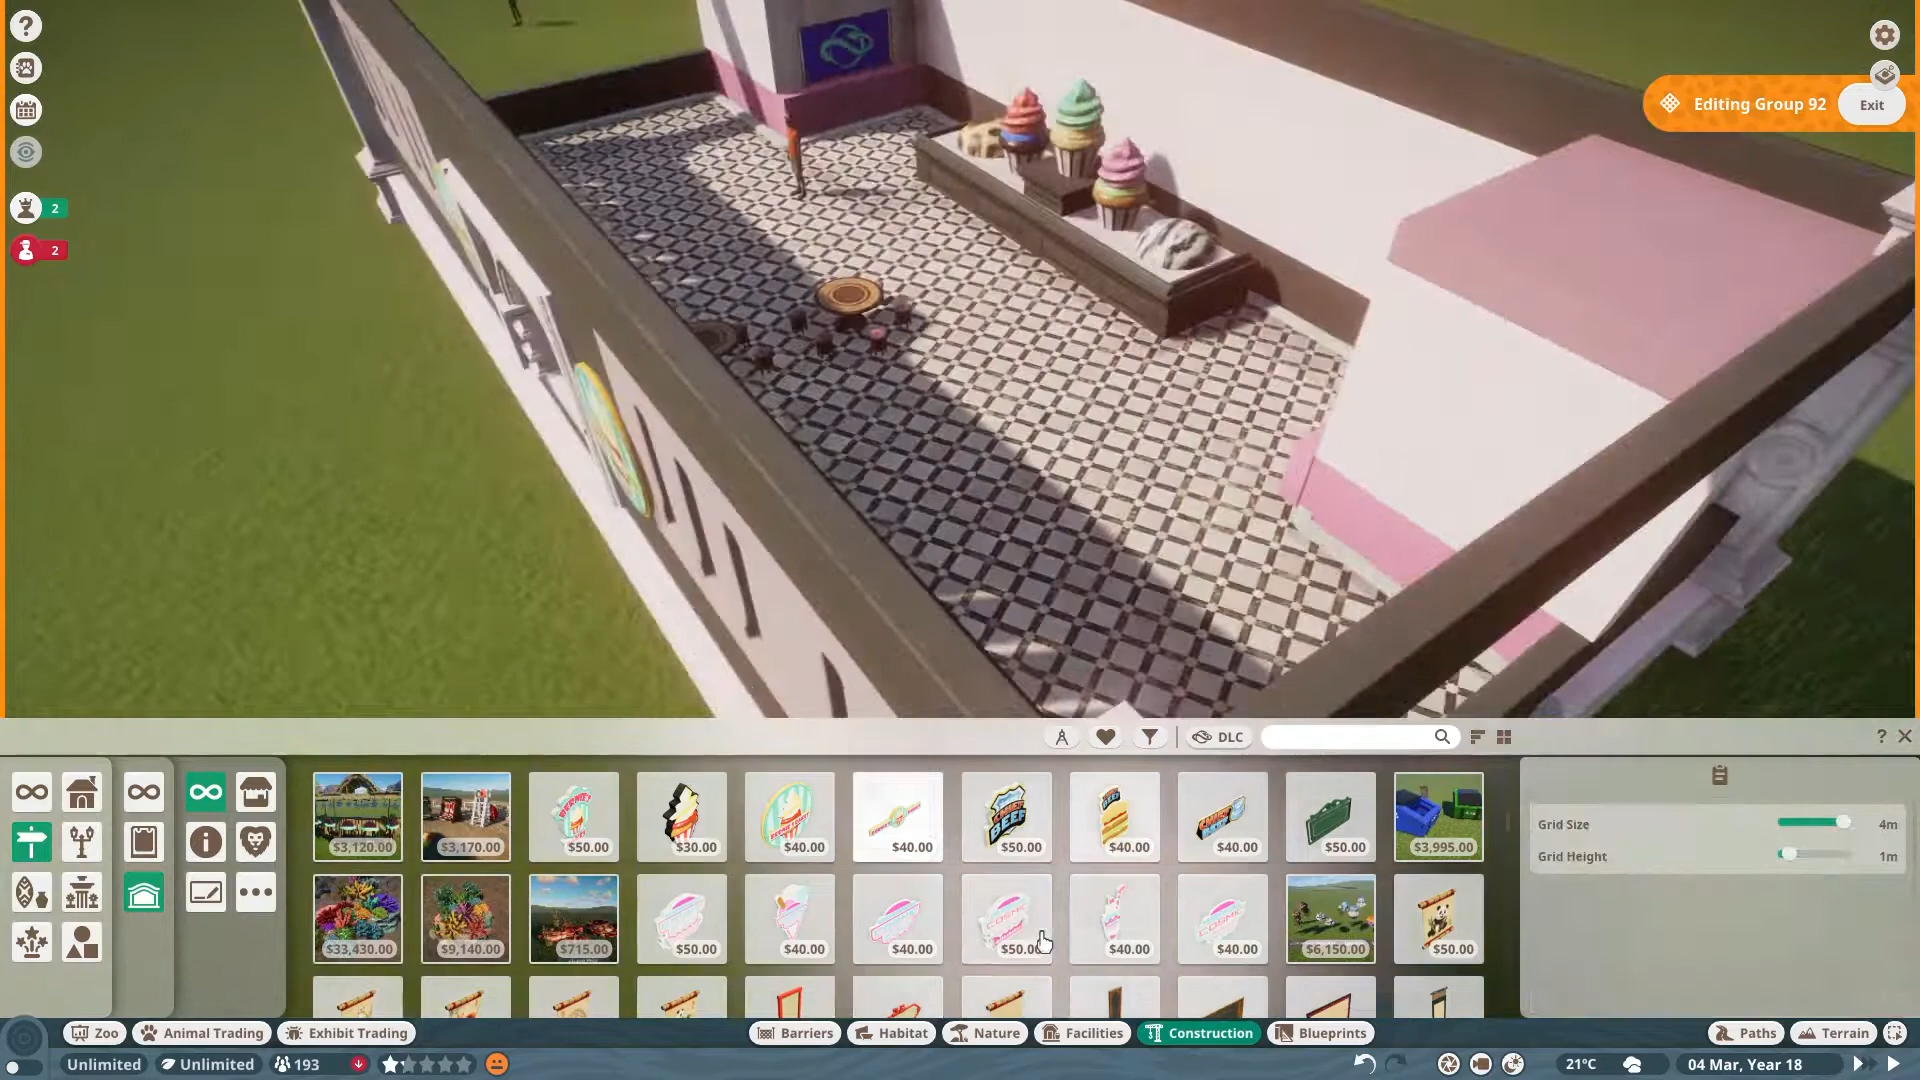 ?
2
2
Editing Group 92
Exit
DLC
?
$3,120.00
$3,170.00
$50.00
$30.00
$40.00
$40.00
CHIEF BEEF
$50.00
$40.00
$40.00
$50.00
$3,995.00
$33,430.00
$9,140.00
$715.00
$50.00
$40.00
$40.00
COSMIC
$50.00
$40.00
$40.00
$6,150.00
$50.00
Grid Size 4m
Grid Height 1m
Zoo
Animal Trading
Exhibit Trading
Barriers
Habitat
Nature
Facilities
Construction
Blueprints
Paths
Terrain
Unlimited
Unlimited
193
21°C
04 Mar, Year 18